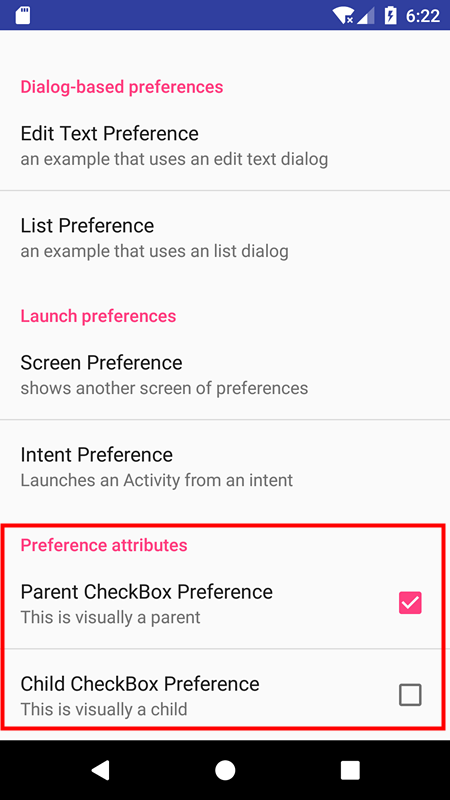 6:22
Dialog-based preferences
Edit Text Preference
an example that uses an edit text dialog
List Preference
an example that uses an list dialog
Launch preferences
Screen Preference
shows another screen of preferences
Intent Preference
Launches an Activity from an intent
Preference attributes
Parent CheckBox Preference
This is visually a parent
Child CheckBox Preference
This is visually a child